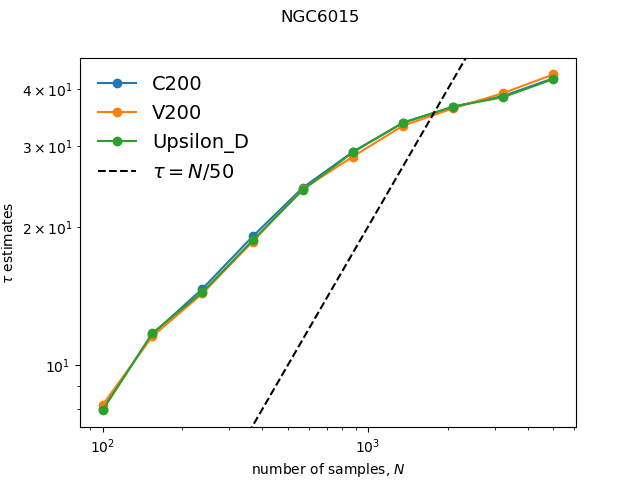 NGC6015
C200
V200
Upsilon_D
τ = N/50
4 × 10¹
3 × 10¹
2 × 10¹
10¹
τ estimates
10²
10³
number of samples, N